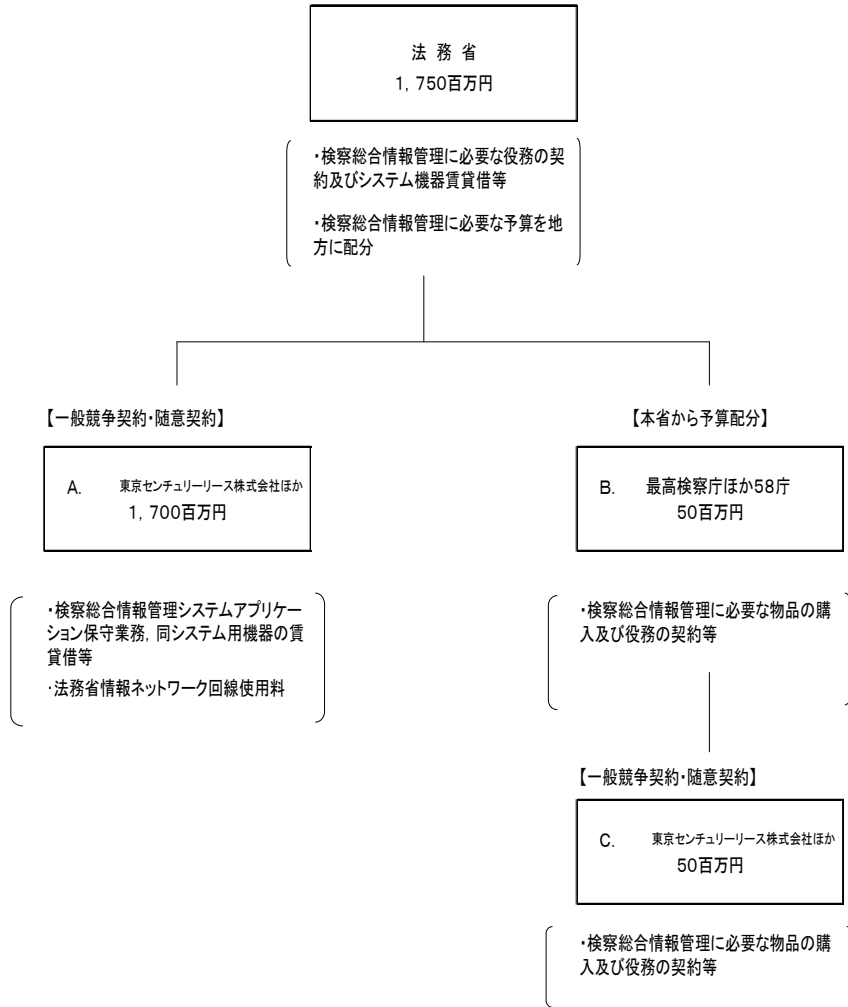 法 務 省
1, 750百万円
・検察総合情報管理に必要な役務の契
約及びシステム機器賃貸借等
・検察総合情報管理に必要な予算を地
方に配分
【一般競争契約・随意契約】
A. 東京センチュリーリース株式会社ほか
1, 700百万円
・検察総合情報管理システムアプリケー
ション保守業務, 同システム用機器の賃
貸借等
・法務省情報ネットワーク回線使用料
【本省から予算配分】
B. 最高検察庁ほか58庁
50百万円
・検察総合情報管理に必要な物品の購
入及び役務の契約等
【一般競争契約・随意契約】
C. 東京センチュリーリース株式会社ほか
50百万円
・検察総合情報管理に必要な物品の購
入及び役務の契約等